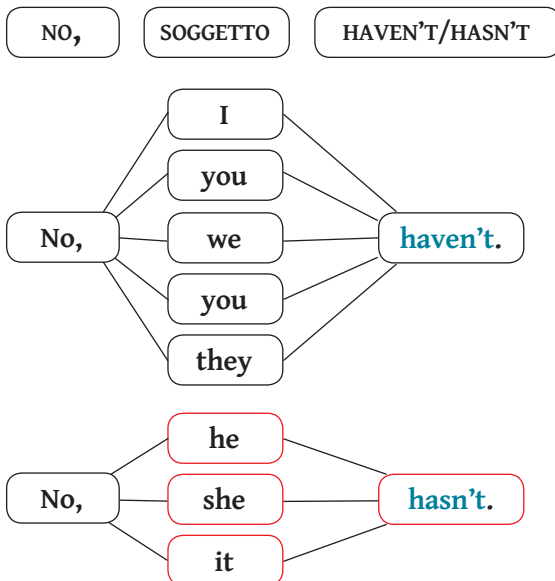 NO, SOGGETTO HAVEN'T/HASN'T
I
you
No, we haven't.
you
they
he
No, she hasn't.
it